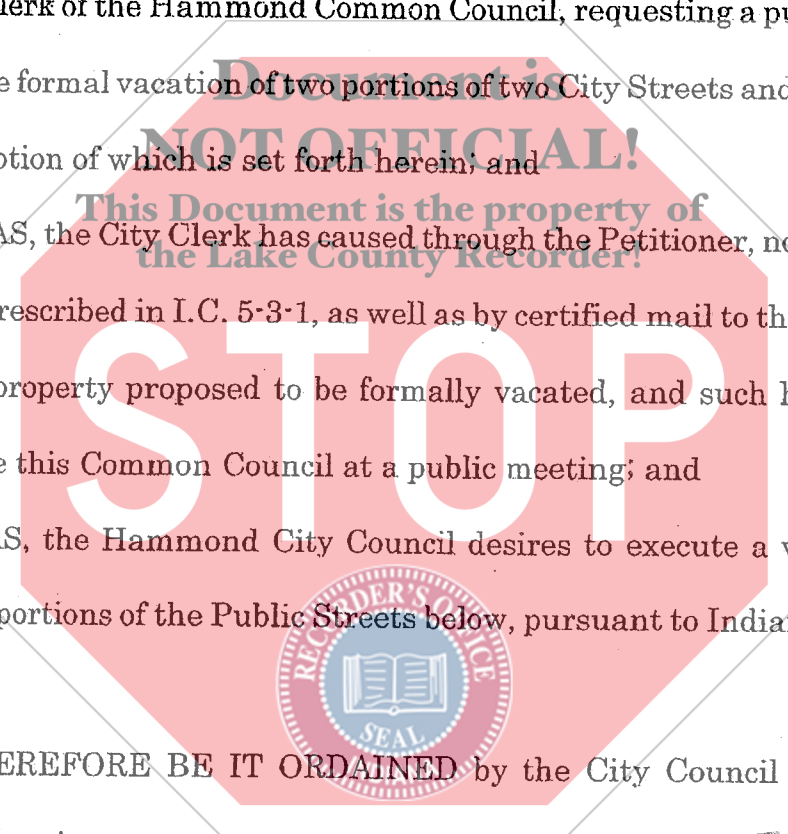 lerk of the Hammond Common Council, requesting a pu
Document is
e formal vacation of two portions of two City Streets and
NOT OFFICIAL!
ption of which is set forth herein; and
This Document is the property of
AS, the City Clerk has caused through the Petitioner, no
the Lake County Recorder!
rescribed in I.C. 5-3-1, as well as by certified mail to th
STOP
property proposed to be formally vacated, and such h
e this Common Council at a public meeting; and
AS, the Hammond City Council desires to execute a v
RECORDER'S OFFICE
portions of the Public Streets below, pursuant to India
SEAL
EREFORE BE IT ORDAINED by the City Council